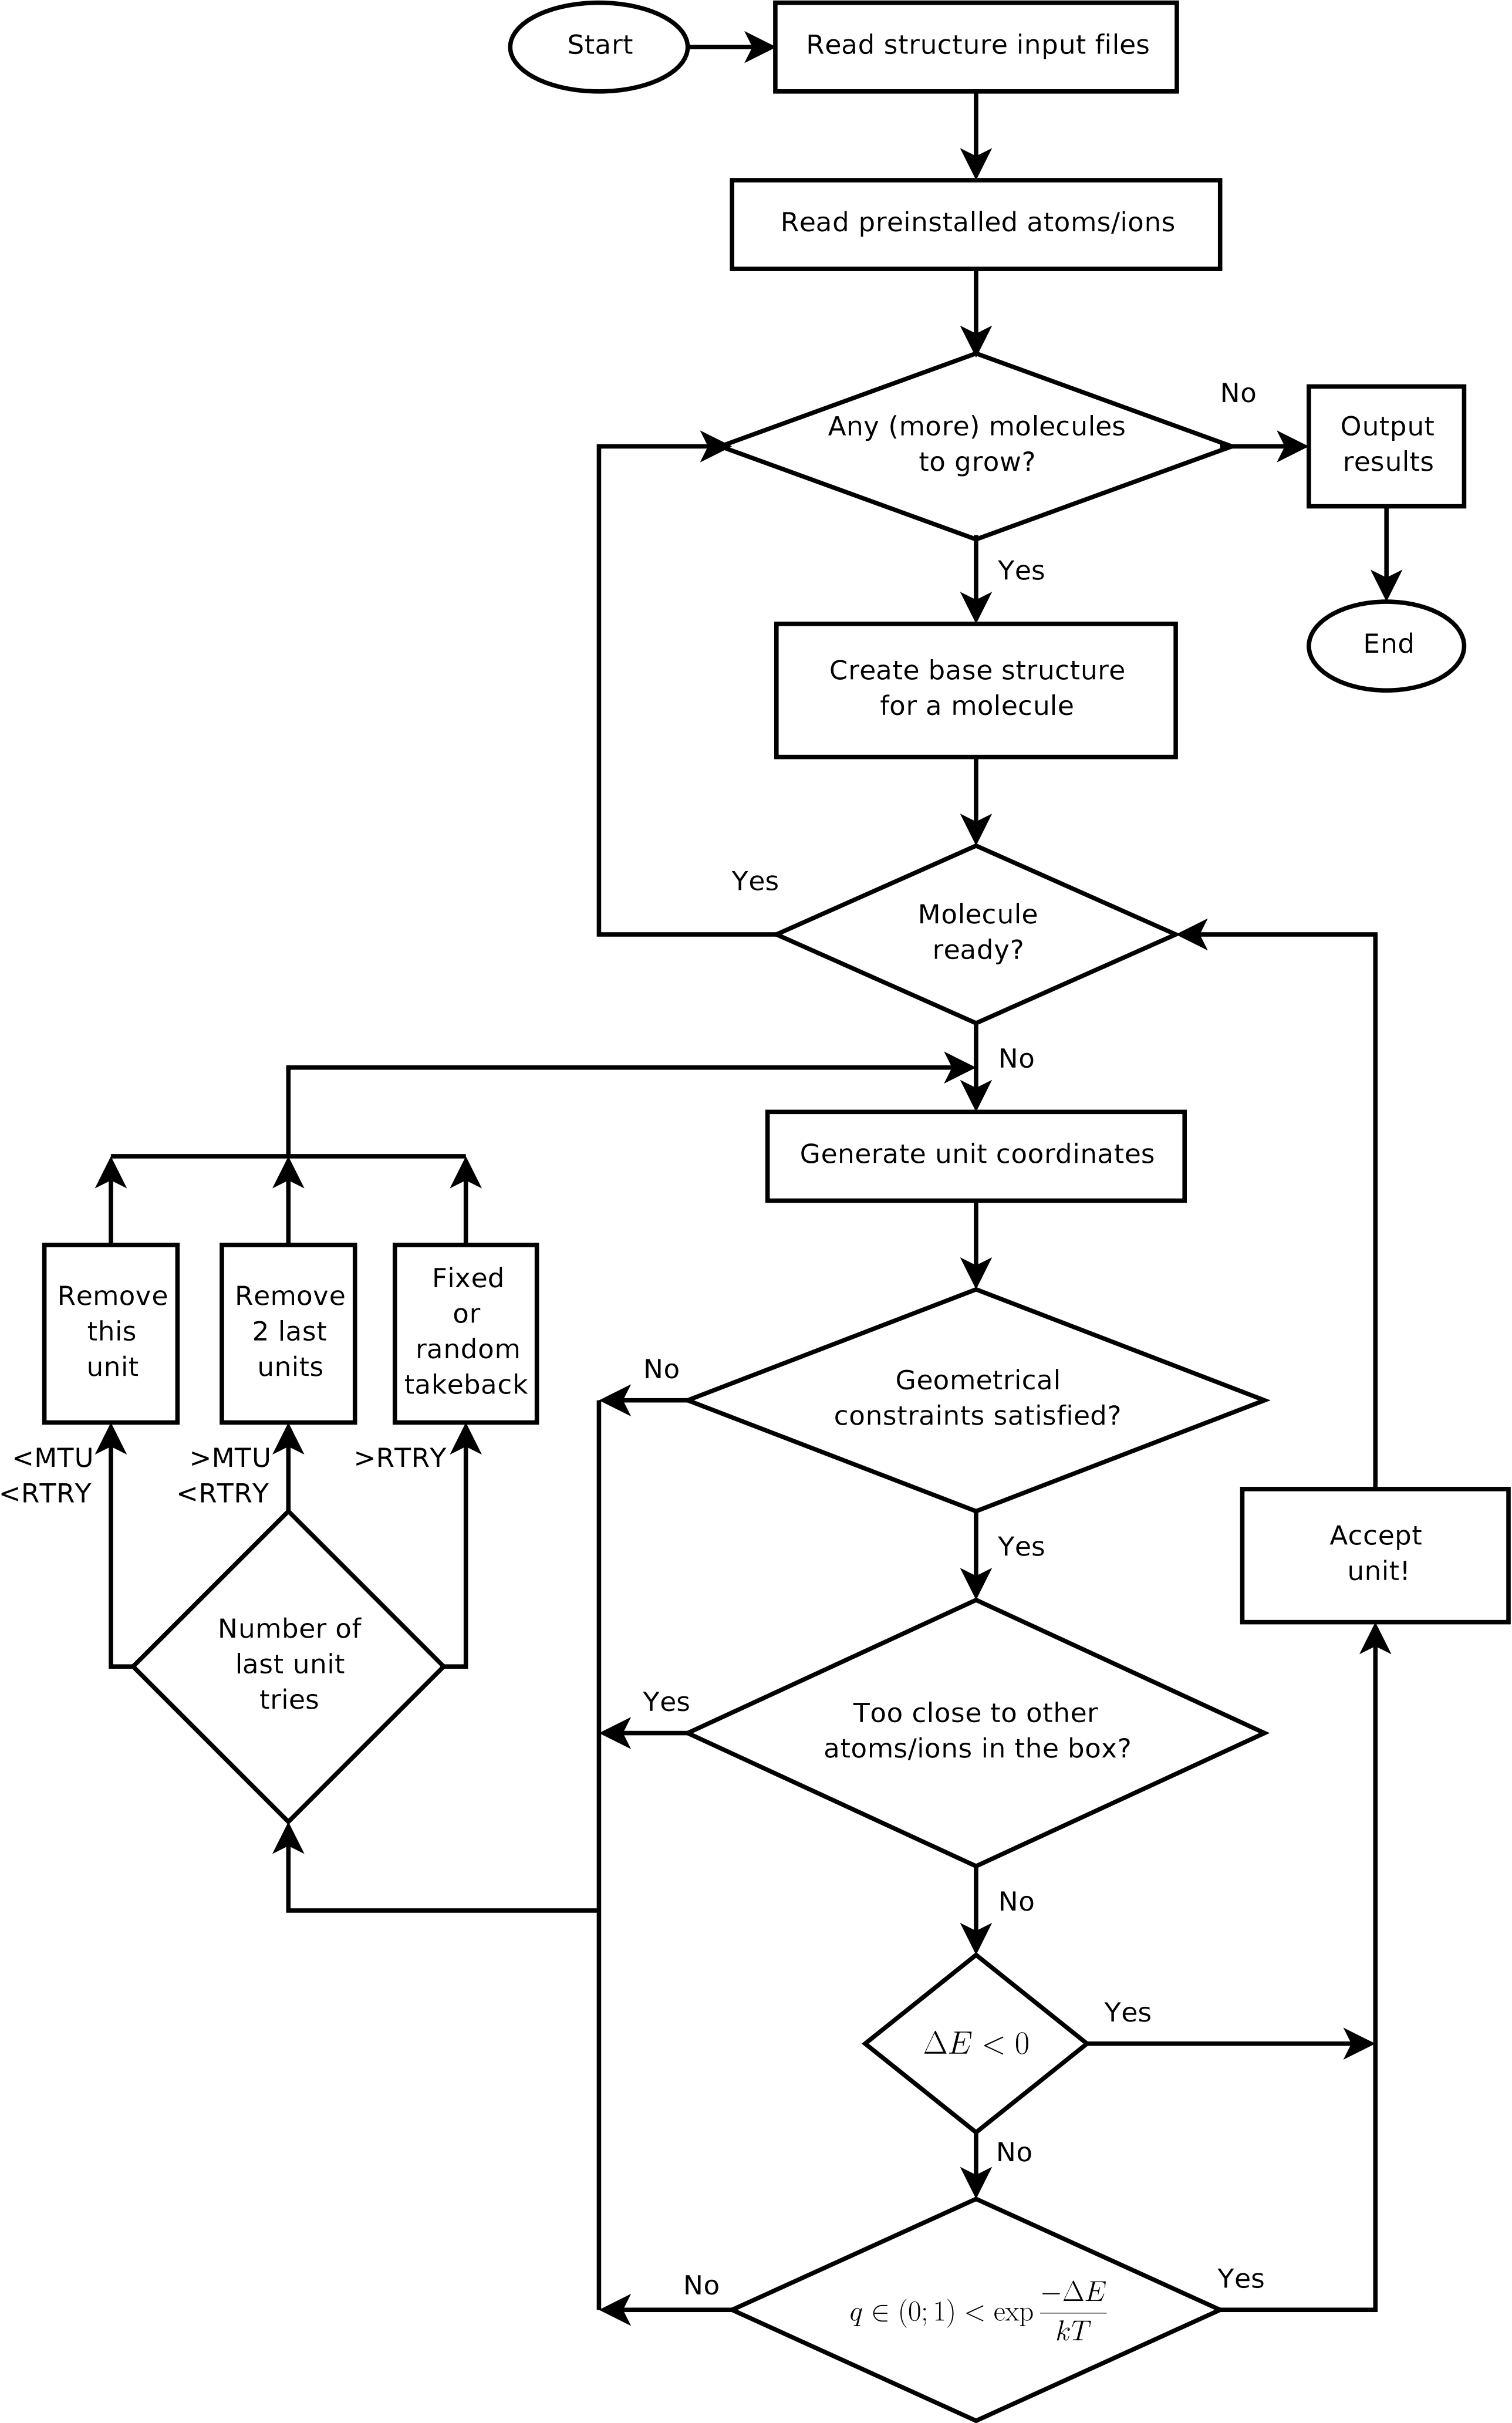 Start
Read structure input files
Read preinstalled atoms/ions
Any (more) molecules
to grow?
No
Output
results
End
Yes
Create base structure
for a molecule
Yes
Molecule
ready?
No
Generate unit coordinates
Remove
this
unit
Remove
2 last
units
Fixed
or
random
takeback
<MTU
<RTRY
>MTU
<RTRY
>RTRY
Number of
last unit
tries
No
Geometrical
constraints satisfied?
Yes
Accept
unit!
Yes
Too close to other
atoms/ions in the box?
No
ΔE < 0
Yes
No
No
q ∈ (0; 1) < exp −ΔE / kT
Yes